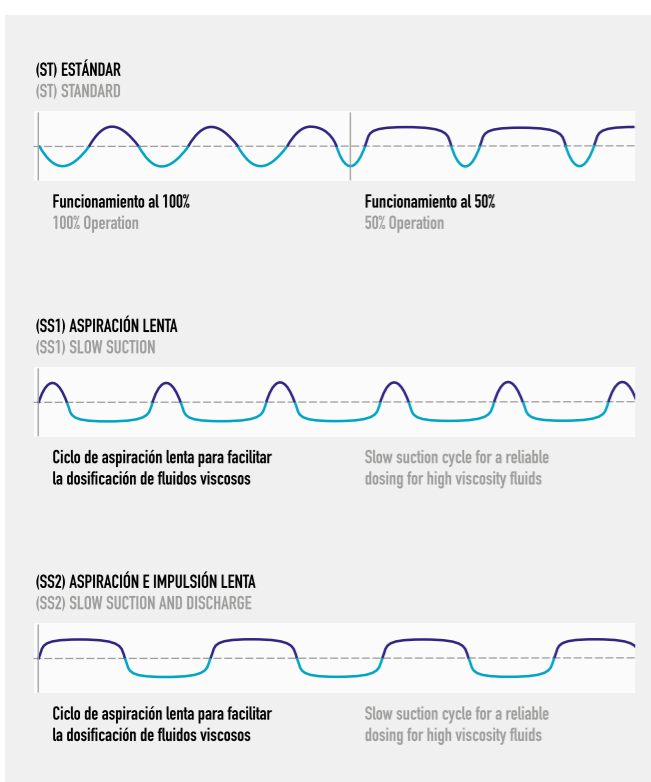 (ST) ESTÁNDAR
(ST) STANDARD
Funcionamiento al 100%
100% Operation
Funcionamiento al 50%
50% Operation
(SS1) ASPIRACIÓN LENTA
(SS1) SLOW SUCTION
Ciclo de aspiración lenta para facilitar
la dosificación de fluidos viscosos
Slow suction cycle for a reliable
dosing for high viscosity fluids
(SS2) ASPIRACIÓN E IMPULSIÓN LENTA
(SS2) SLOW SUCTION AND DISCHARGE
Ciclo de aspiración lenta para facilitar
la dosificación de fluidos viscosos
Slow suction cycle for a reliable
dosing for high viscosity fluids